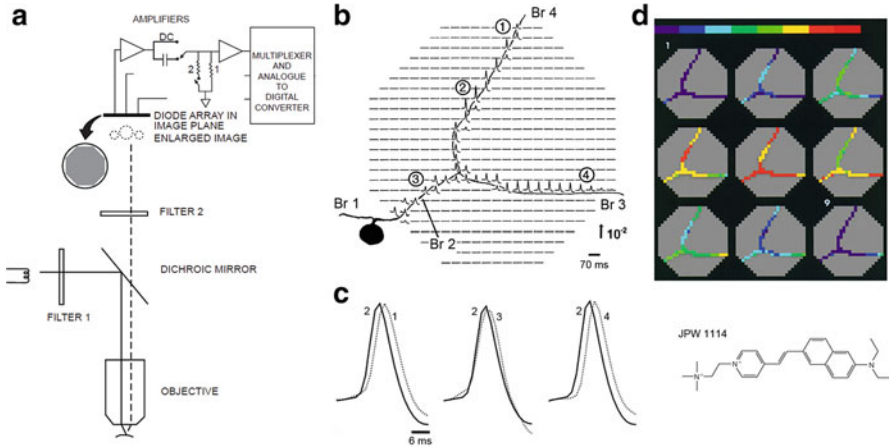 a
AMPLIFIERS
DC
2
1
MULTIPLEXER
AND
ANALOGUE
TO
DIGITAL
CONVERTER
DIODE ARRAY IN
IMAGE PLANE
ENLARGED IMAGE
FILTER 2
DICHROIC MIRROR
FILTER 1
OBJECTIVE
b
1
Br 4
2
3
4
Br 1
Br 2
Br 3
10-2
70 ms
c
2 1
2 3
2 4
6 ms
d
1
9
JPW 1114
N+
N+
N